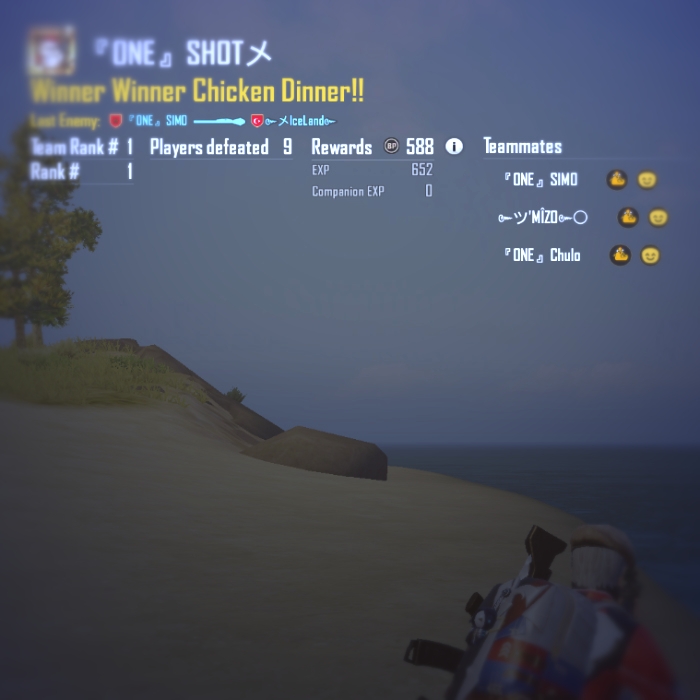 『ONE』 SHOTメ
Winner Winner Chicken Dinner!!
Last Enemy: 『ONE』 SIMO メIceLand
Team Rank # 1 Players defeated 9 Rewards BP 588 i Teammates
Rank # 1 EXP 652
Companion EXP 0
『ONE』 SIMO
ツ'MÎZO
『ONE』 Chulo